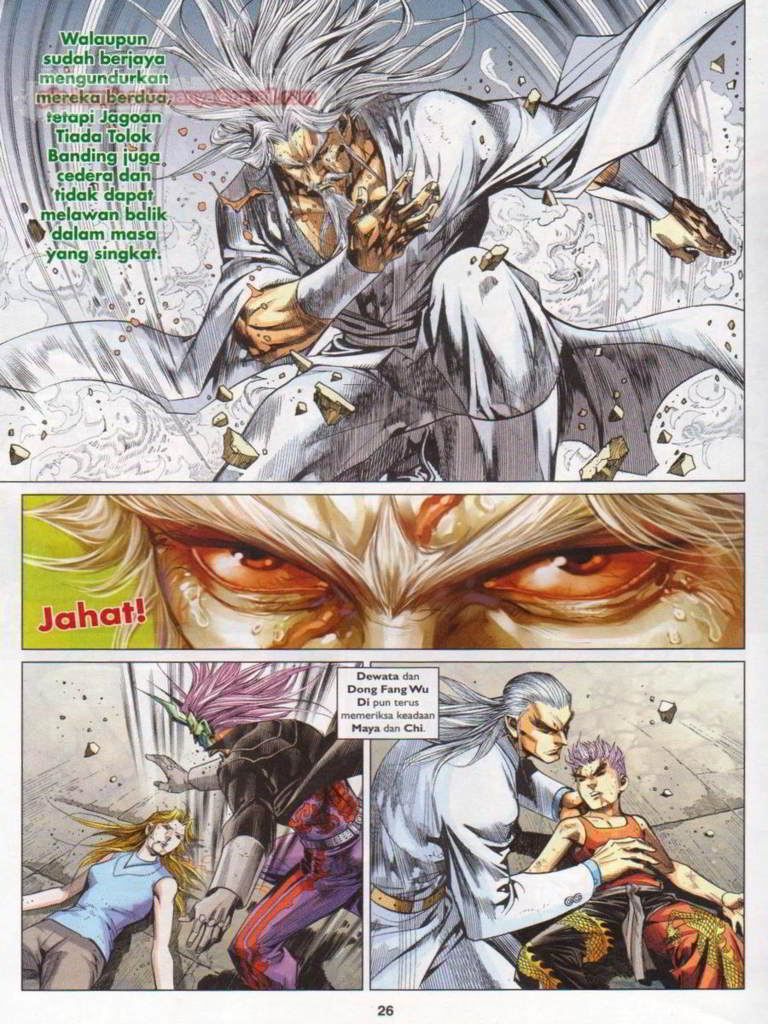 Walaupun
sudah berjaya
mengundurkan
mereka berdua,
tetapi Jagoan
Tiada Tolok
Banding juga
cedera dan
tidak dapat
melawan balik
dalam masa
yang singkat.
Jahat!
Dewata dan
Dong Fang Wu
Di pun terus
memeriksa keadaan
Maya dan Chi.
26